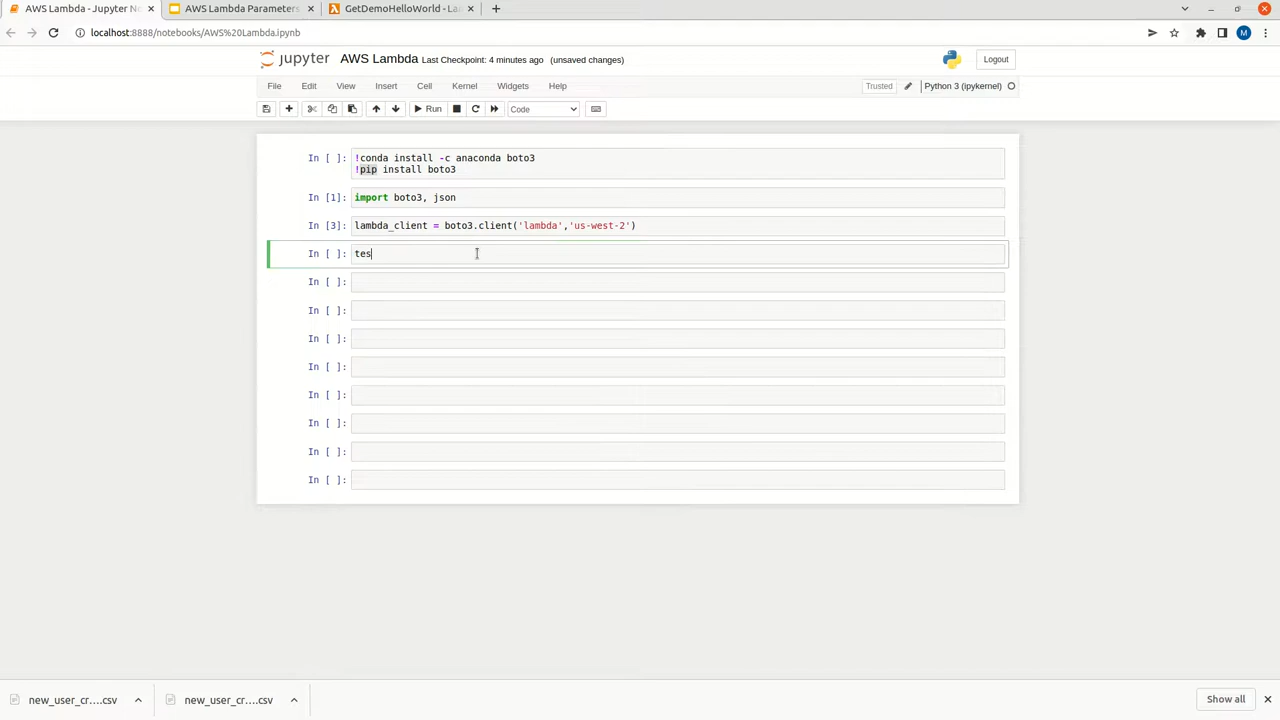 AWS Lambda - Jupyter N
AWS Lambda Parameters
GetDemoHelloWorld - La
localhost:8888/notebooks/AWS%20Lambda.ipynb
M
jupyter AWS Lambda Last Checkpoint: 4 minutes ago (unsaved changes)
Logout
File Edit View Insert Cell Kernel Widgets Help
Trusted
Python 3 (ipykernel)
Run
Code
In [ ]: !conda install -c anaconda boto3
!pip install boto3
In [1]: import boto3, json
In [3]: lambda_client = boto3.client('lambda','us-west-2')
In [ ]: tes
In [ ]:
In [ ]:
In [ ]:
In [ ]:
In [ ]:
In [ ]:
In [ ]:
In [ ]:
new_user_cr....csv
new_user_cr....csv
Show all